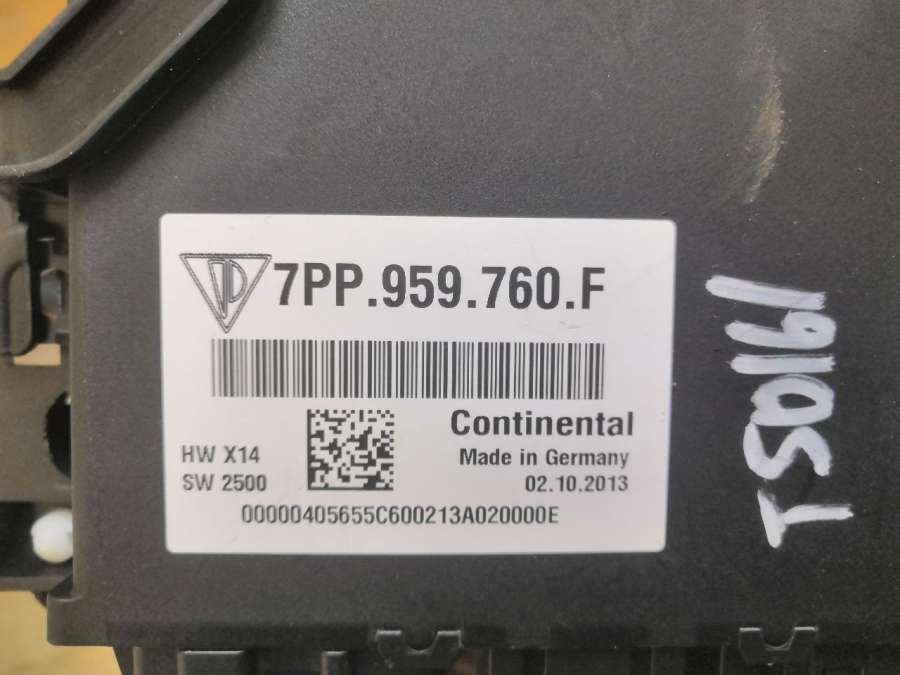 7PP.959.760.F
Continental
HW X14
Made in Germany
SW 2500
02.10.2013
00000405655C600213A020000E
TS0161